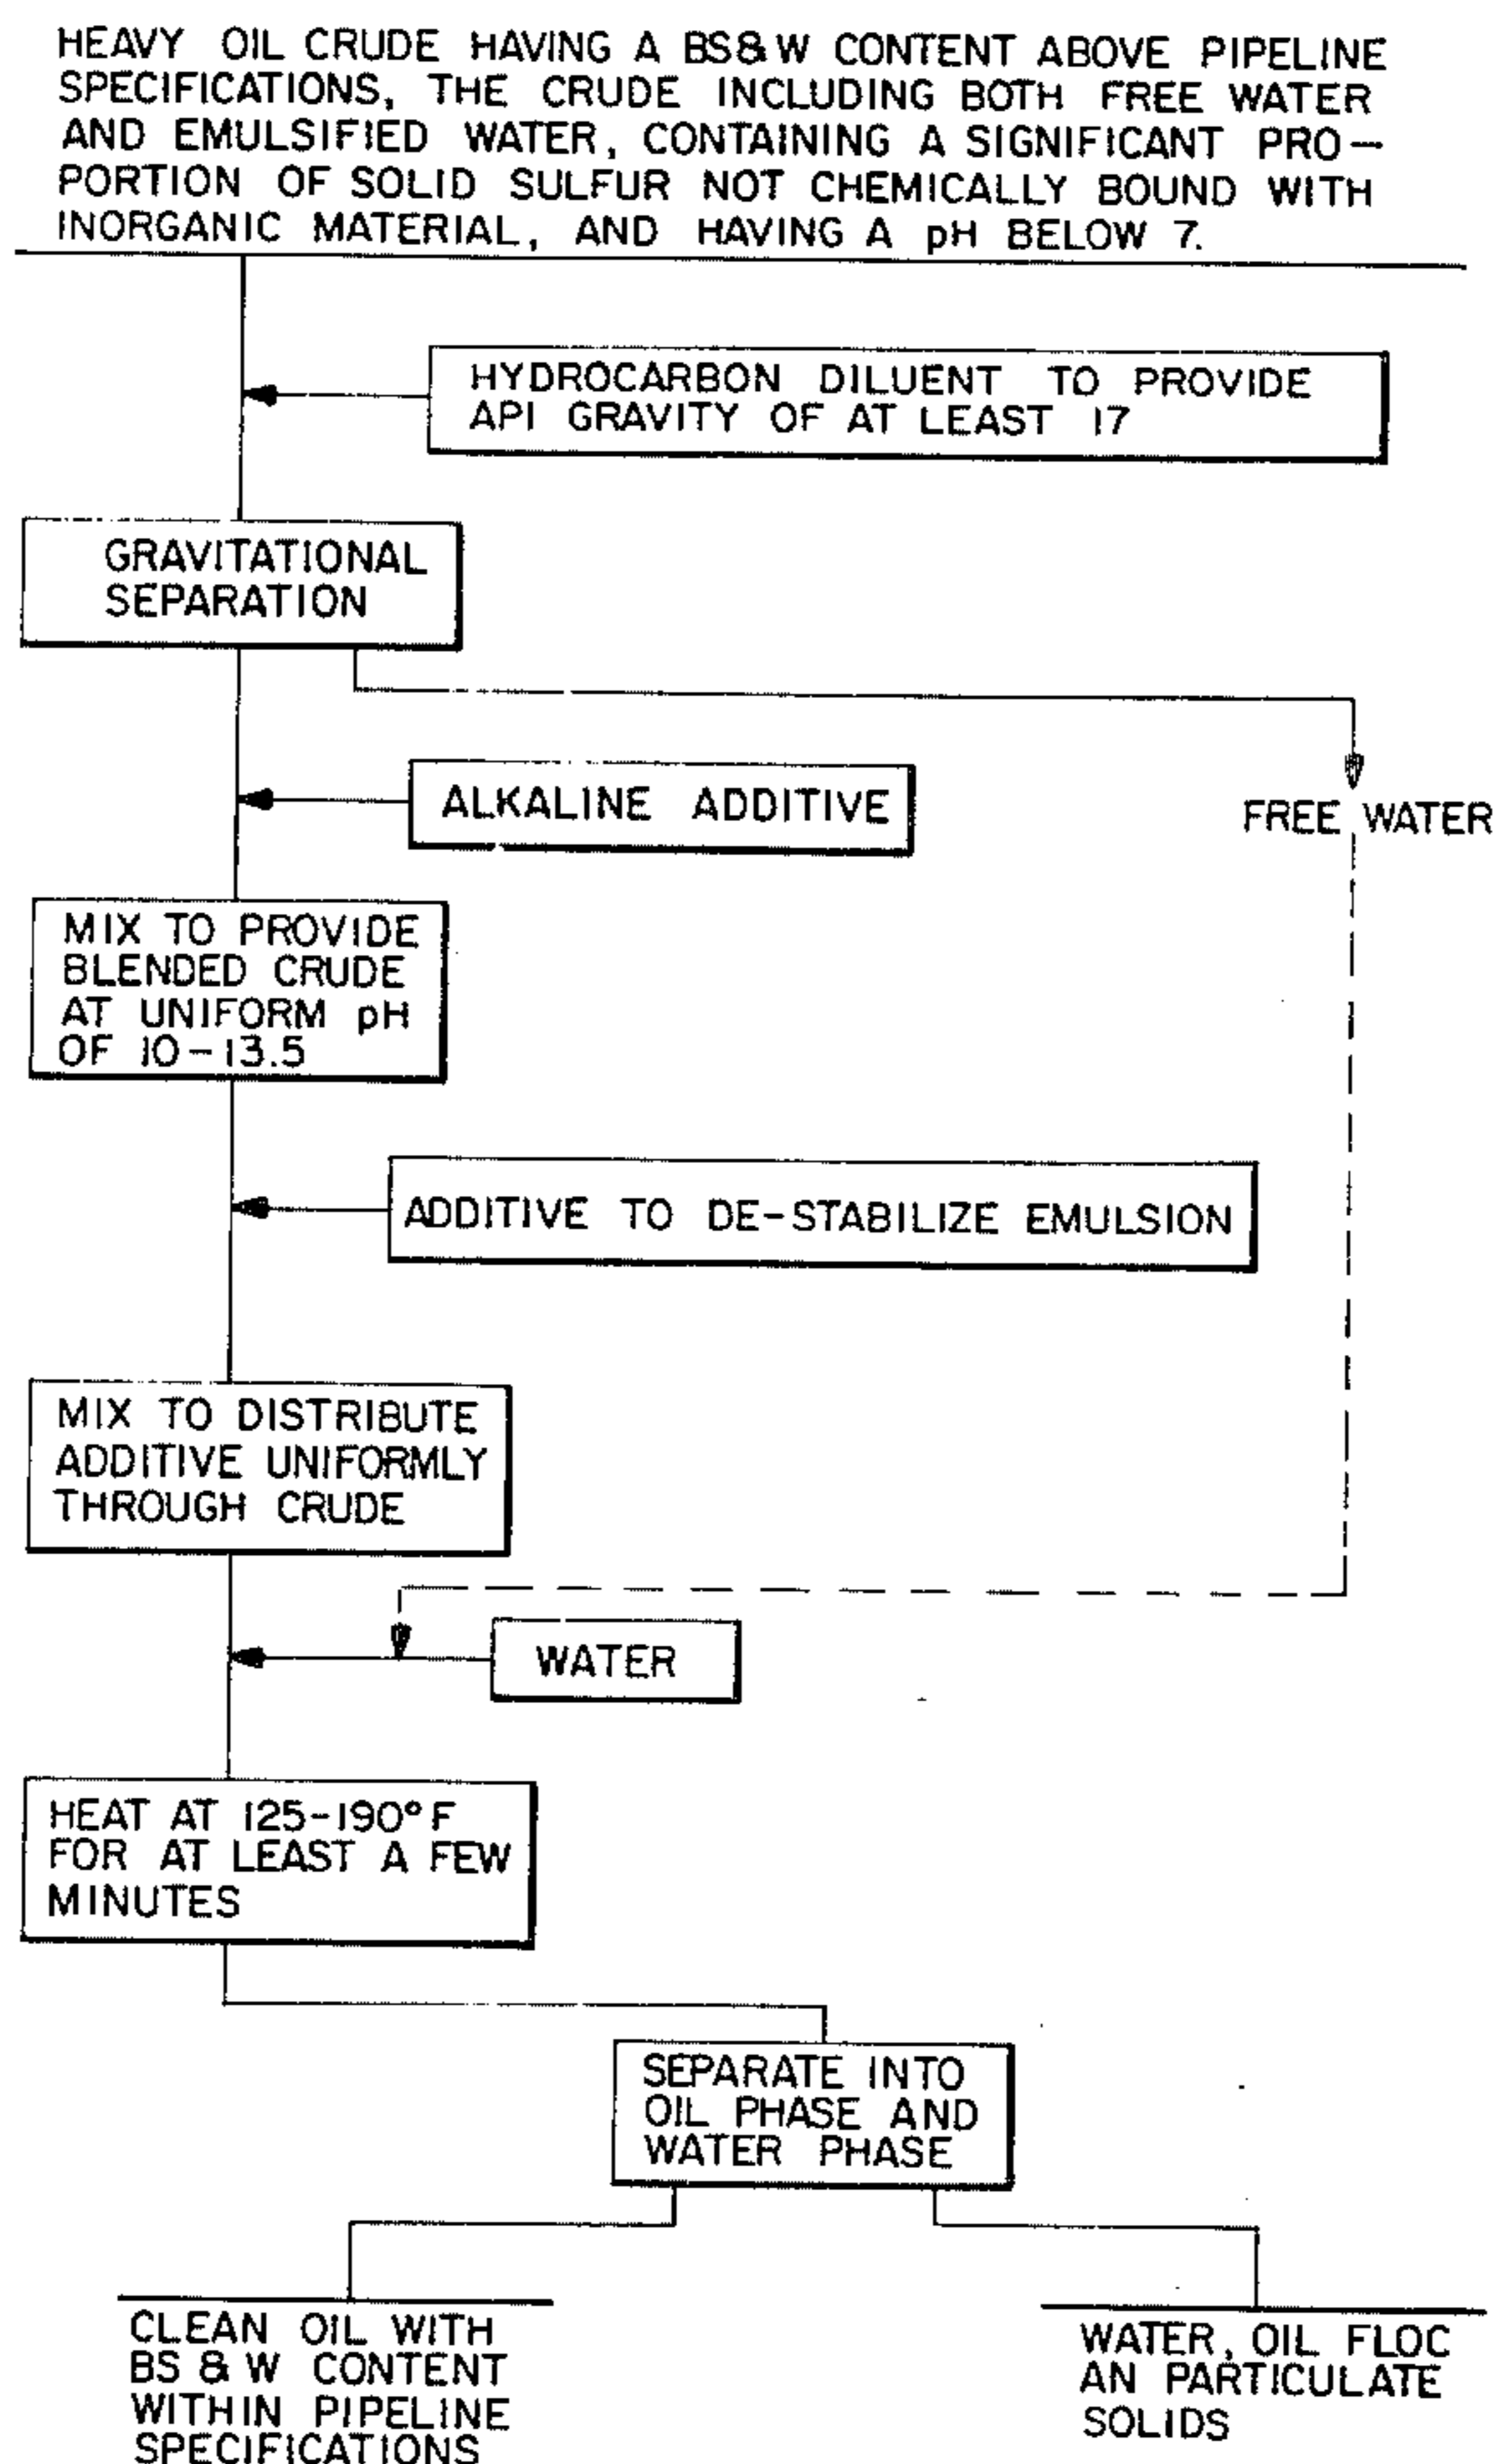 HEAVY OIL CRUDE HAVING A BS&W CONTENT ABOVE PIPELINE
SPECIFICATIONS, THE CRUDE INCLUDING BOTH FREE WATER
AND EMULSIFIED WATER, CONTAINING A SIGNIFICANT PRO-
PORTION OF SOLID SULFUR NOT CHEMICALLY BOUND WITH
INORGANIC MATERIAL, AND HAVING A pH BELOW 7.
HYDROCARBON DILUENT TO PROVIDE
API GRAVITY OF AT LEAST 17
GRAVITATIONAL
SEPARATION
ALKALINE ADDITIVE
FREE WATER
MIX TO PROVIDE
BLENDED CRUDE
AT UNIFORM pH
OF 10-13.5
ADDITIVE TO DE-STABILIZE EMULSION
MIX TO DISTRIBUTE
ADDITIVE UNIFORMLY
THROUGH CRUDE
WATER
HEAT AT 125-190°F
FOR AT LEAST A FEW
MINUTES
SEPARATE INTO
OIL PHASE AND
WATER PHASE
CLEAN OIL WITH
BS & W CONTENT
WITHIN PIPELINE
SPECIFICATIONS
WATER, OIL FLOC
AN PARTICULATE
SOLIDS